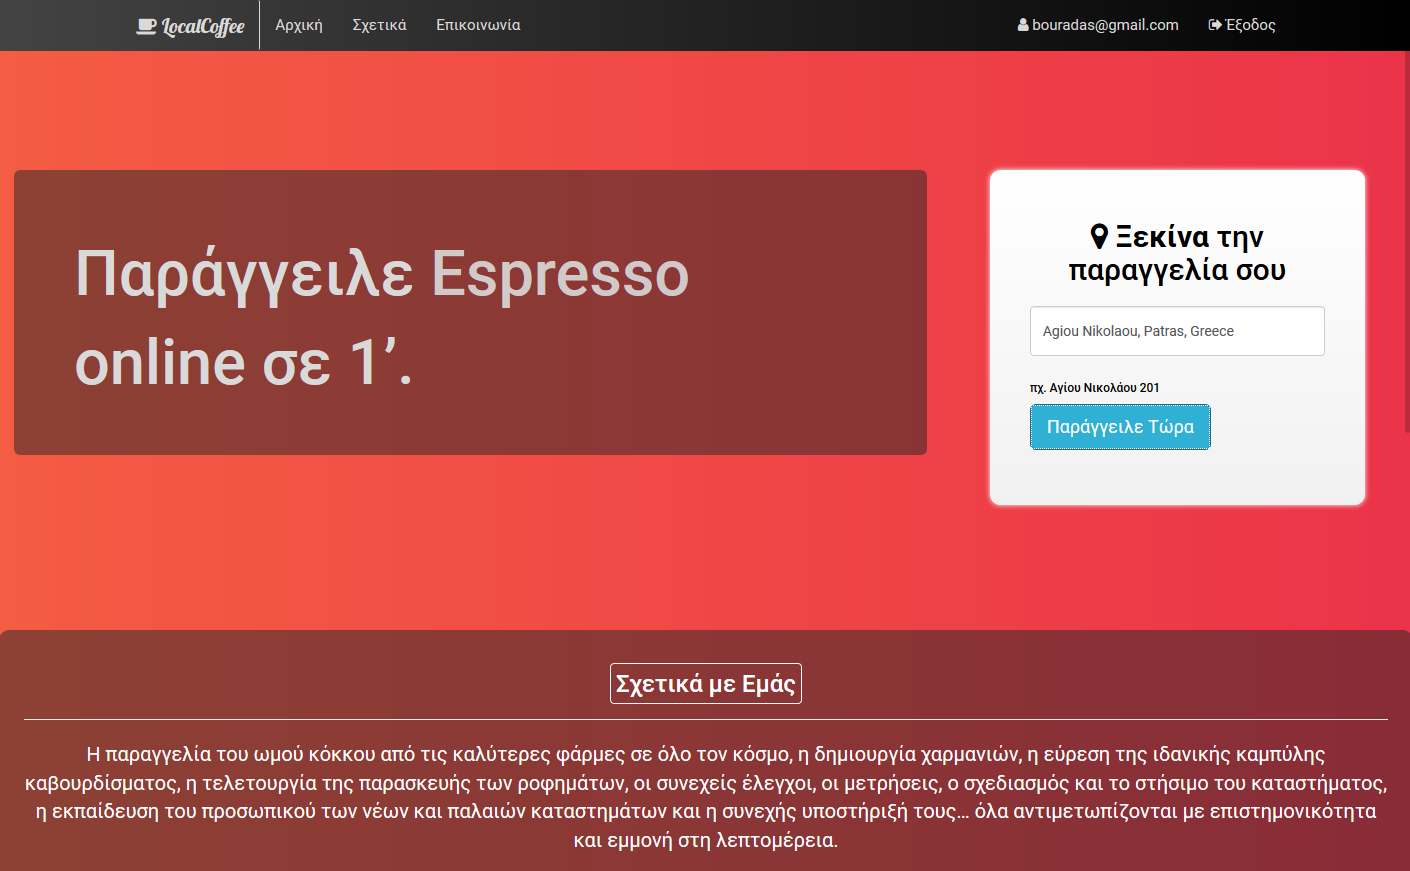 LocalCoffee Αρχική Σχετικά Επικοινωνία bouradas@gmail.com Έξοδος
Παράγγειλε Espresso
online σε 1’.
Ξεκίνα την
παραγγελία σου
Agiou Nikolaou, Patras, Greece
πχ. Αγίου Νικολάου 201
Παράγγειλε Τώρα
Σχετικά με Εμάς
Η παραγγελία του ωμού κόκκου από τις καλύτερες φάρμες σε όλο τον κόσμο, η δημιουργία χαρμανιών, η εύρεση της ιδανικής καμπύλης
καβουρδίσματος, η τελετουργία της παρασκευής των ροφημάτων, οι συνεχείς έλεγχοι, οι μετρήσεις, ο σχεδιασμός και το στήσιμο του καταστήματος,
η εκπαίδευση του προσωπικού των νέων και παλαιών καταστημάτων και η συνεχής υποστήριξή τους… όλα αντιμετωπίζονται με επιστημονικότητα
και εμμονή στη λεπτομέρεια.